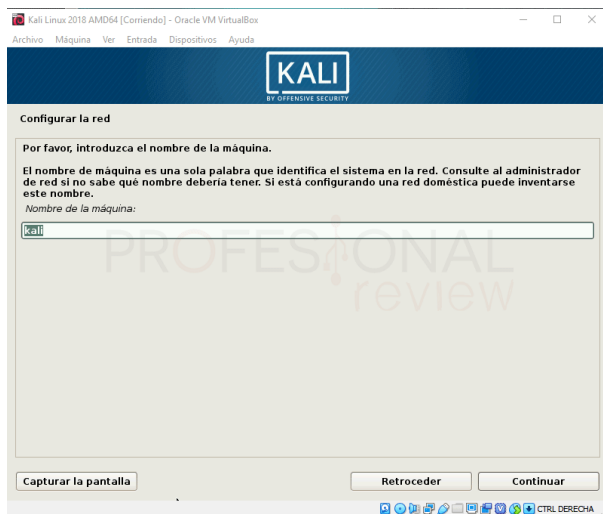 Kali Linux 2018 AMD64 [Corriendo] - Oracle VM VirtualBox
Archivo Máquina Ver Entrada Dispositivos Ayuda
KALI
BY OFFENSIVE SECURITY
Configurar la red
Por favor, introduzca el nombre de la máquina.
El nombre de máquina es una sola palabra que identifica el sistema en la red. Consulte al administrador
de red si no sabe qué nombre debería tener. Si está configurando una red doméstica puede inventarse
este nombre.
Nombre de la máquina:
kali
PROFESIONAL
review
Capturar la pantalla
Retroceder
Continuar
CTRL DERECHA